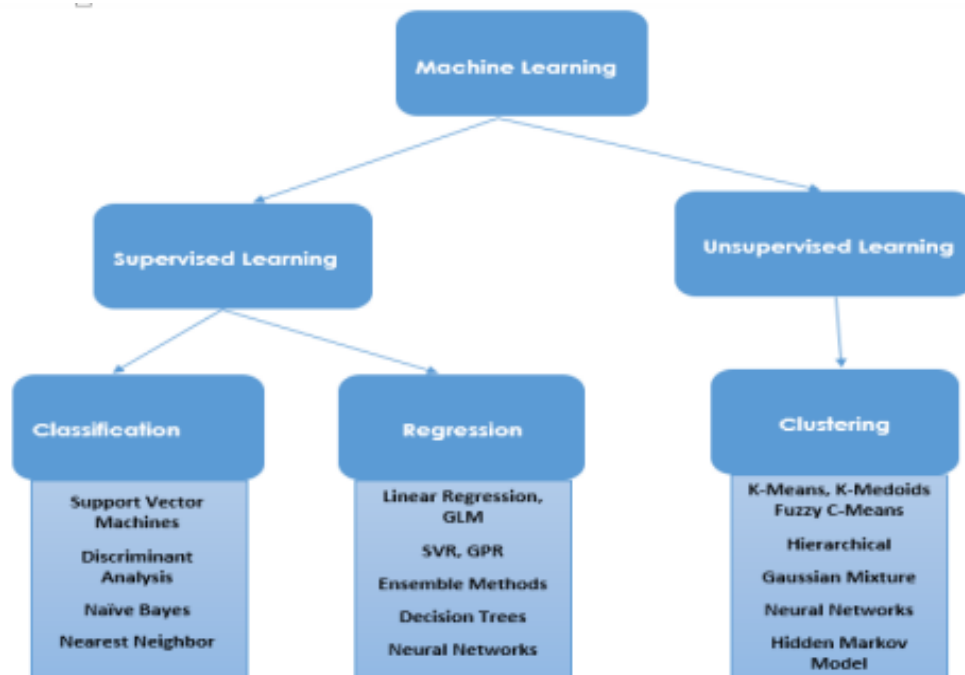 Machine Learning
Supervised Learning
Unsupervised Learning
Classification
Support Vector
Machines
Discriminant
Analysis
Naïve Bayes
Nearest Neighbor
Regression
Linear Regression,
GLM
SVR, GPR
Ensemble Methods
Decision Trees
Neural Networks
Clustering
K-Means, K-Medoids
Fuzzy C-Means
Hierarchical
Gaussian Mixture
Neural Networks
Hidden Markov
Model